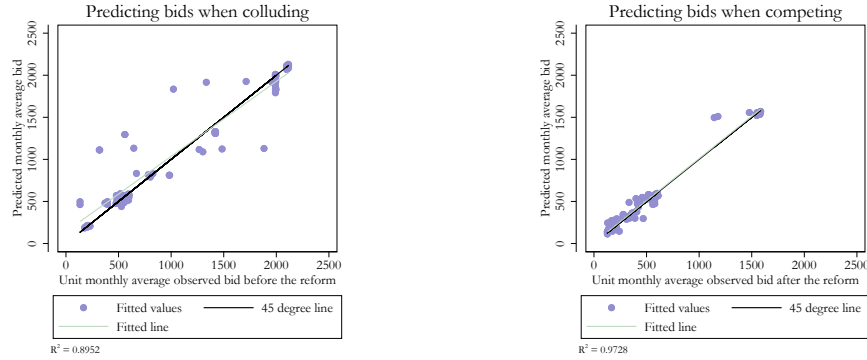 Predicting bids when colluding
Predicted monthly average bid
2500
2000
1500
1000
500
0
0 500 1000 1500 2000 2500
Unit monthly average observed bid before the reform
Fitted values 45 degree line
Fitted line
R² = 0.8952
Predicting bids when competing
Predicted monthly average bid
2500
2000
1500
1000
500
0
0 500 1000 1500 2000 2500
Unit monthly average observed bid after the reform
Fitted values 45 degree line
Fitted line
R² = 0.9728